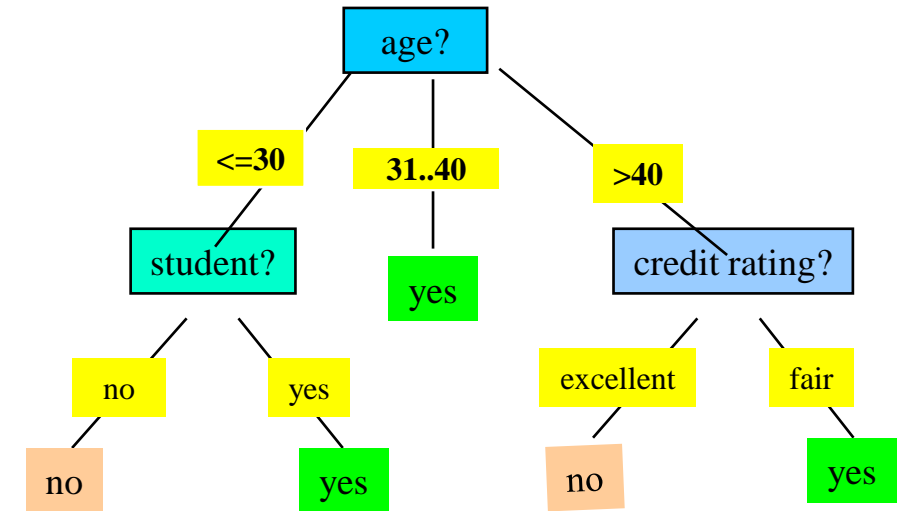 age?
<=30
31..40
>40
student?
yes
credit rating?
no
yes
excellent
fair
no
yes
no
yes